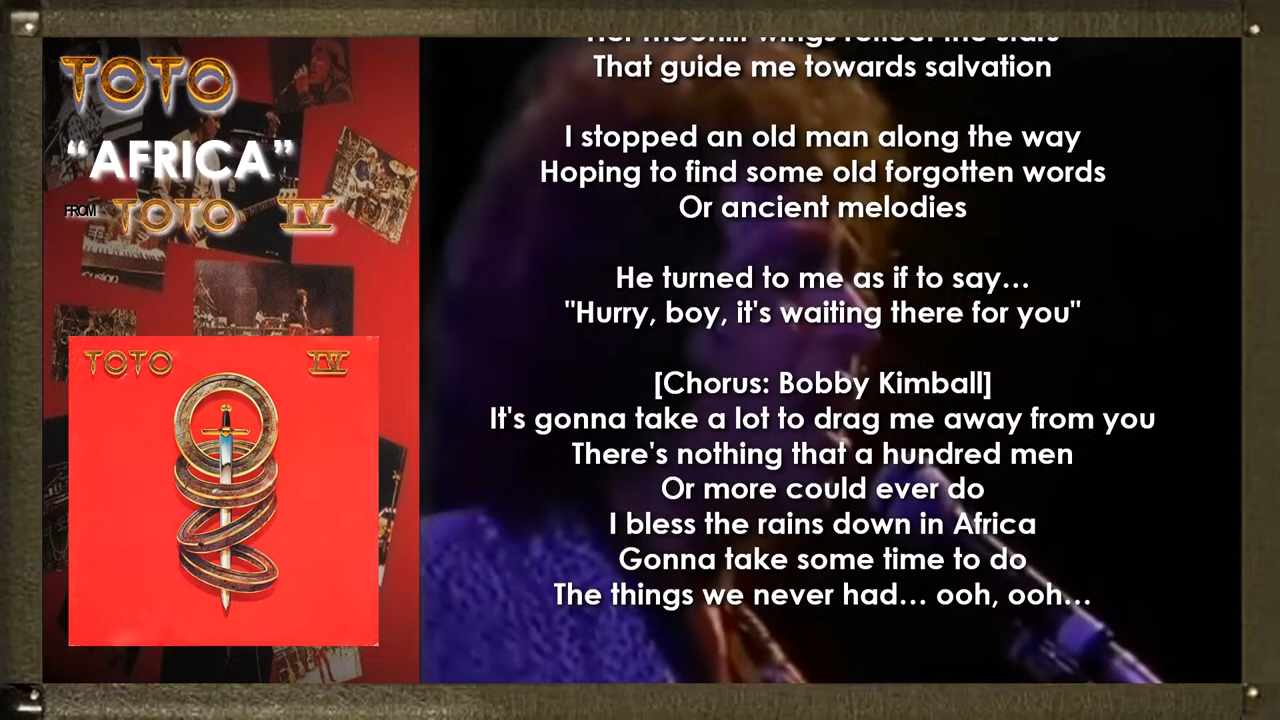 TOTO
"AFRICA"
FROM TOTO IV
TOTO IV
That guide me towards salvation
I stopped an old man along the way
Hoping to find some old forgotten words
Or ancient melodies
He turned to me as if to say…
"Hurry, boy, it's waiting there for you"
[Chorus: Bobby Kimball]
It's gonna take a lot to drag me away from you
There's nothing that a hundred men
Or more could ever do
I bless the rains down in Africa
Gonna take some time to do
The things we never had… ooh, ooh…